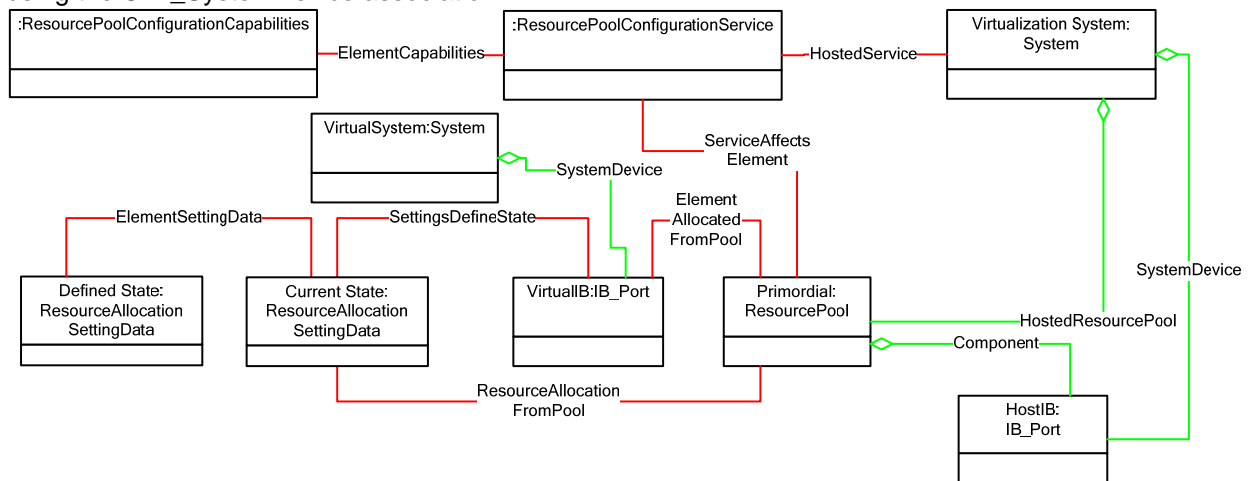 :ResourcePoolConfigurationCapabilities
ElementCapabilities
:ResourcePoolConfigurationService
HostedService
Virtualization System:
System
VirtualSystem:System
SystemDevice
ServiceAffects
Element
ElementSettingData
SettingsDefineState
Element
Allocated
FromPool
SystemDevice
Defined State:
ResourceAllocation
SettingData
Current State:
ResourceAllocation
SettingData
VirtualIB:IB_Port
Primordial:
ResourcePool
HostedResourcePool
Component
ResourceAllocation
FromPool
HostIB:
IB_Port